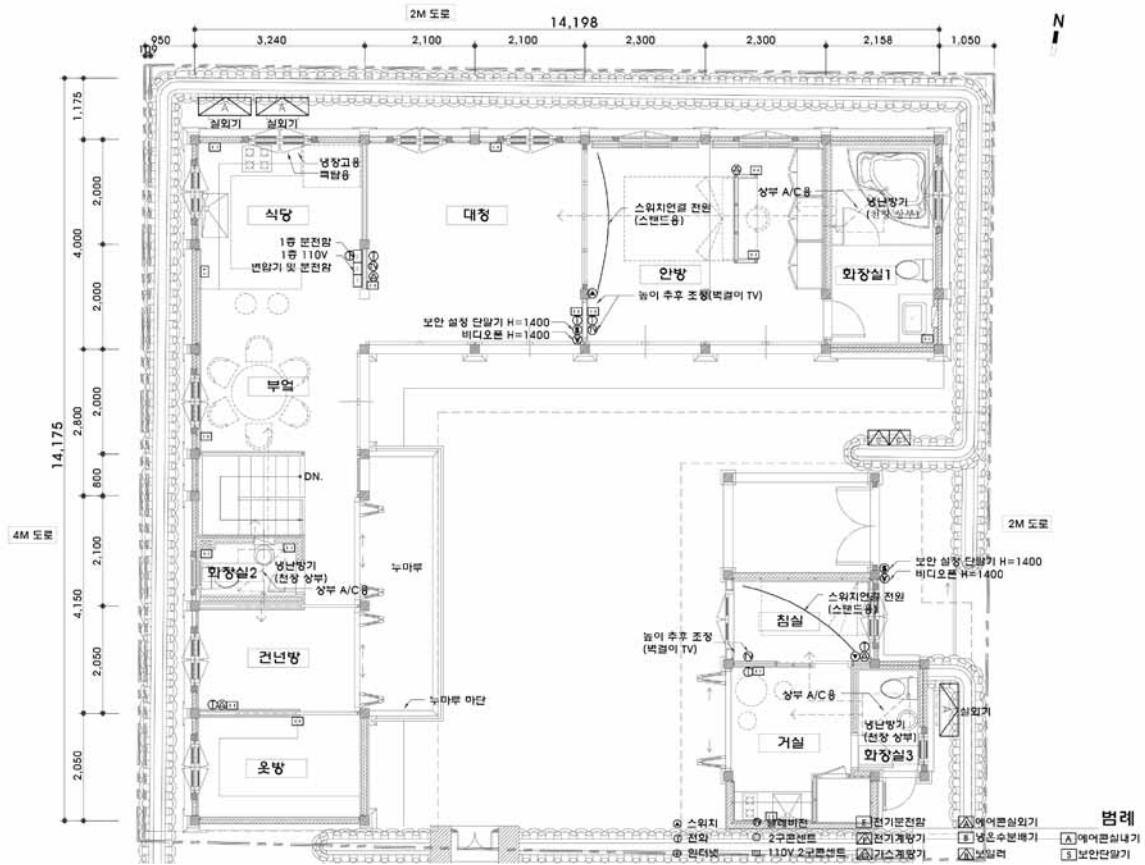 2M 도로
14,198
N
950
3,240
2,100
2,100
2,300
2,300
2,158
1,050
1,175
실외기
실외기
냉장고용
쿡탑용
2,000
식당
대청
스위치연결 전원
(스탠드용)
상부 A/C용
냉난방기
(천장 상부)
1층 분전함
1층 110V
변압기 및 분전함
4,000
안방
화장실1
2,000
높이 추후 조정(벽걸이 TV)
보안 설정 단말기 H=1400
비디오폰 H=1400
2,000
부엌
2,800
14,175
DN.
800
4M 도로
2M 도로
2,100
누마루
화장실2
냉난방기
(천장 상부)
상부 A/C용
보안 설정 단말기 H=1400
비디오폰 H=1400
스위치연결 전원
(스탠드용)
침실
4,150
높이 추후 조정
(벽걸이 TV)
2,050
건넌방
상부 A/C용
누마루 마단
실외기
냉난방기
(천장 상부)
거실
화장실3
2,050
옷방
범례
스위치
텔레비전
E 전기분전함
에어콘실외기
전화
2구콘센트
전기계량기
B 냉온수분배기
A 에어콘실내기
인터넷
110V 2구콘센트
가스계량기
보일러
S 보안단말기